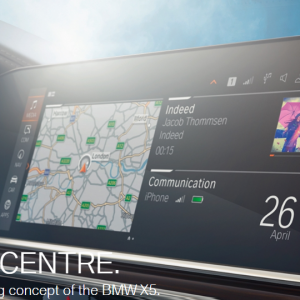 Indeed
Jacob Thommsen
Indeed
00:15
Communication
iPhone
26
April
CENTRE.
g concept of the BMW X5.